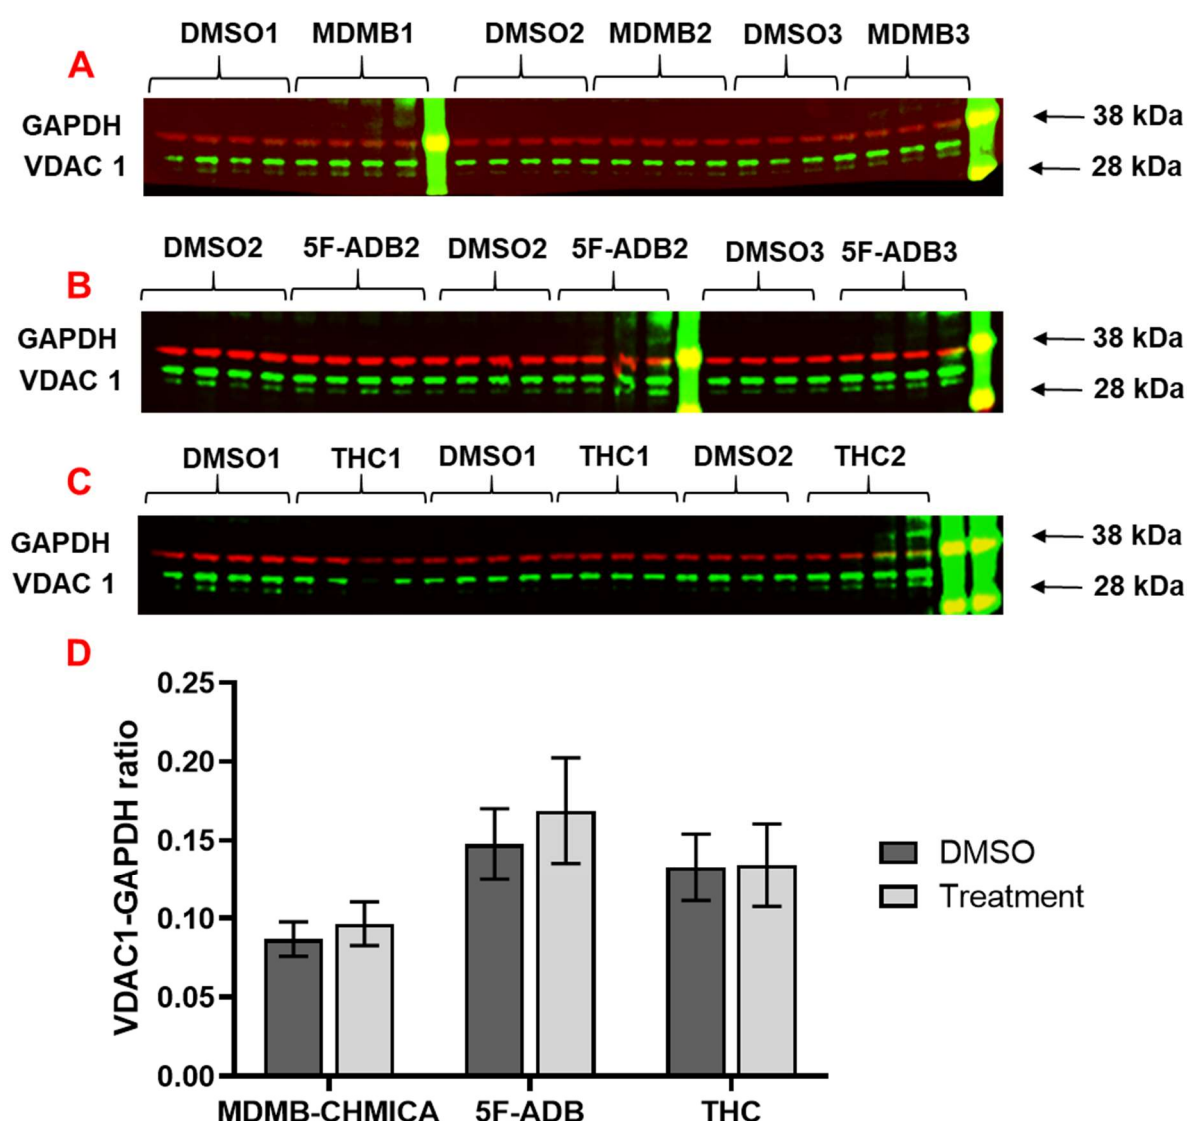 DMSO1 MDMB1 DMSO2 MDMB2 DMSO3 MDMB3
A
GAPDH
VDAC 1
38 kDa
28 kDa
DMSO2 5F-ADB2 DMSO2 5F-ADB2 DMSO3 5F-ADB3
B
GAPDH
VDAC 1
38 kDa
28 kDa
DMSO1 THC1 DMSO1 THC1 DMSO2 THC2
C
GAPDH
VDAC 1
38 kDa
28 kDa
D
VDAC1-GAPDH ratio
0.25
0.20
0.15
0.10
0.05
0.00
MDMB-CHMICA 5F-ADB THC
DMSO
Treatment